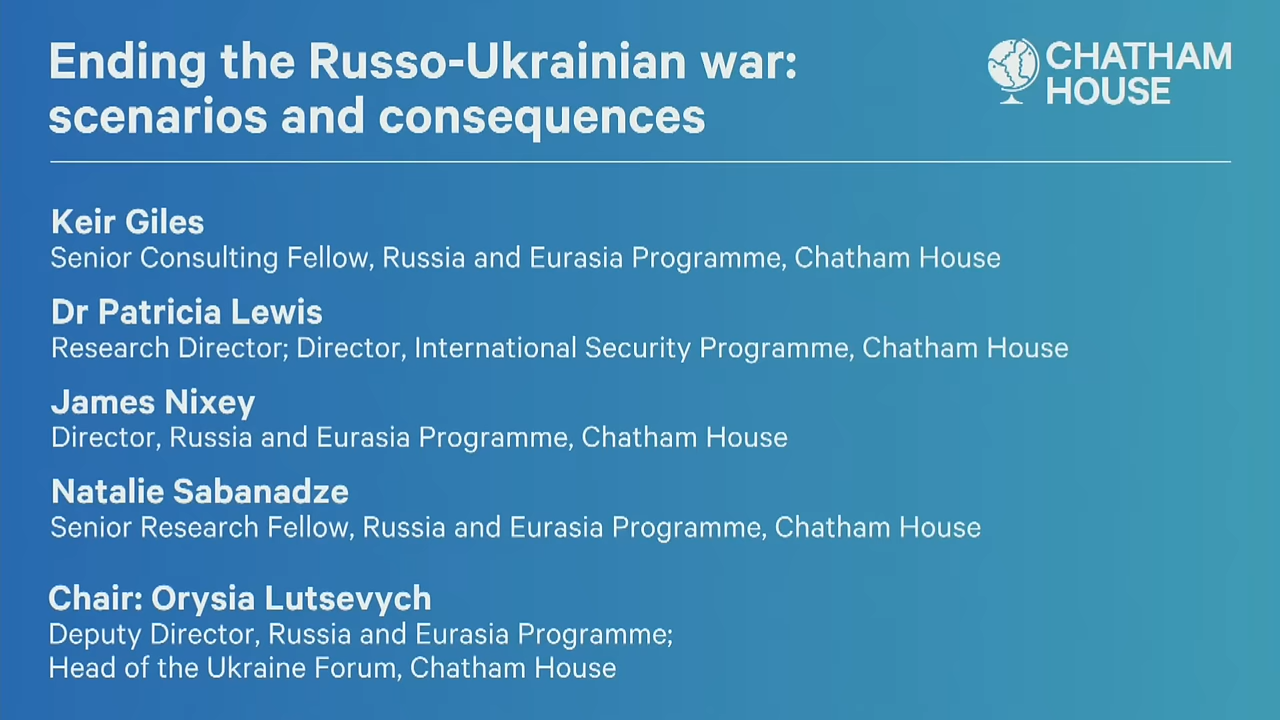 Ending the Russo-Ukrainian war:
scenarios and consequences
CHATHAM
HOUSE
Keir Giles
Senior Consulting Fellow, Russia and Eurasia Programme, Chatham House
Dr Patricia Lewis
Research Director; Director, International Security Programme, Chatham House
James Nixey
Director, Russia and Eurasia Programme, Chatham House
Natalie Sabanadze
Senior Research Fellow, Russia and Eurasia Programme, Chatham House
Chair: Orysia Lutsevych
Deputy Director, Russia and Eurasia Programme;
Head of the Ukraine Forum, Chatham House